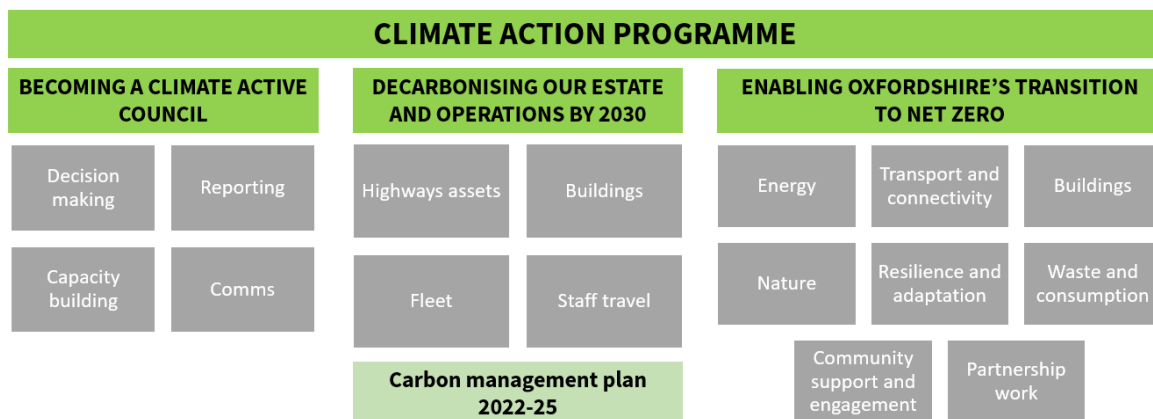 CLIMATE ACTION PROGRAMME
BECOMING A CLIMATE ACTIVE
COUNCIL
Decision
making
Reporting
Capacity
building
Comms
DECARBONISING OUR ESTATE
AND OPERATIONS BY 2030
Highways assets
Buildings
Fleet
Staff travel
Carbon management plan
2022-25
ENABLING OXFORDSHIRE’S TRANSITION
TO NET ZERO
Energy
Transport and
connectivity
Buildings
Nature
Resilience and
adaptation
Waste and
consumption
Community
support and
engagement
Partnership
work